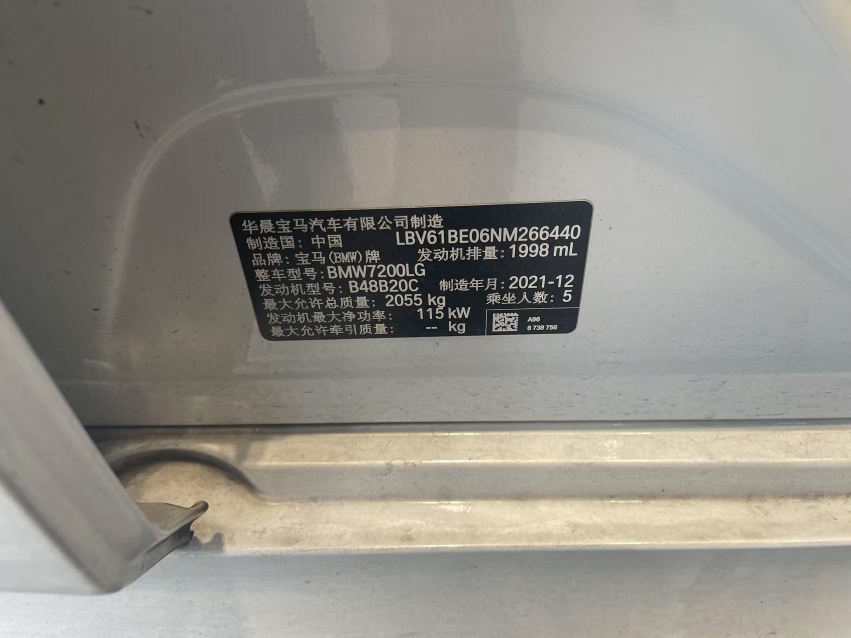 华晨宝马汽车有限公司制造
制造国：中国 LBV61BE06NM266440
品牌：宝马(BMW)牌 发动机排量：1998 mL
整车型号：BMW7200LG
发动机型号：B48B20C 制造年月：2021-12
最大允许总质量：2055 kg 乘坐人数：5
发动机最大净功率：115 kW
最大允许牵引质量：-- kg
A96
8 738 756